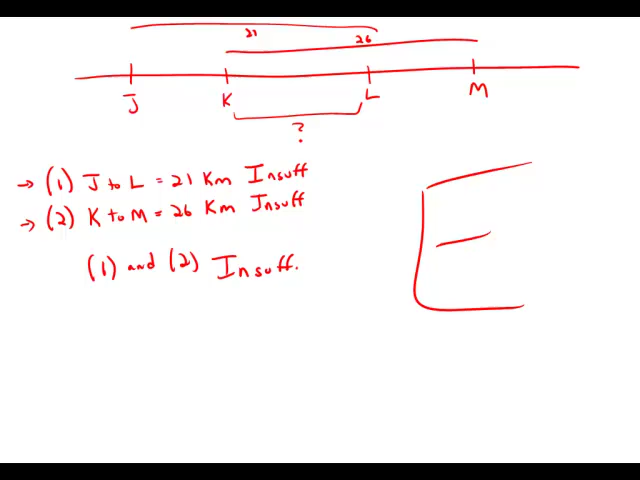 21
26
J K L M
?
→ (1) J to L = 21 Km Insuff
→ (2) K to M = 26 Km Insuff
(1) and (2) Insuff.
E